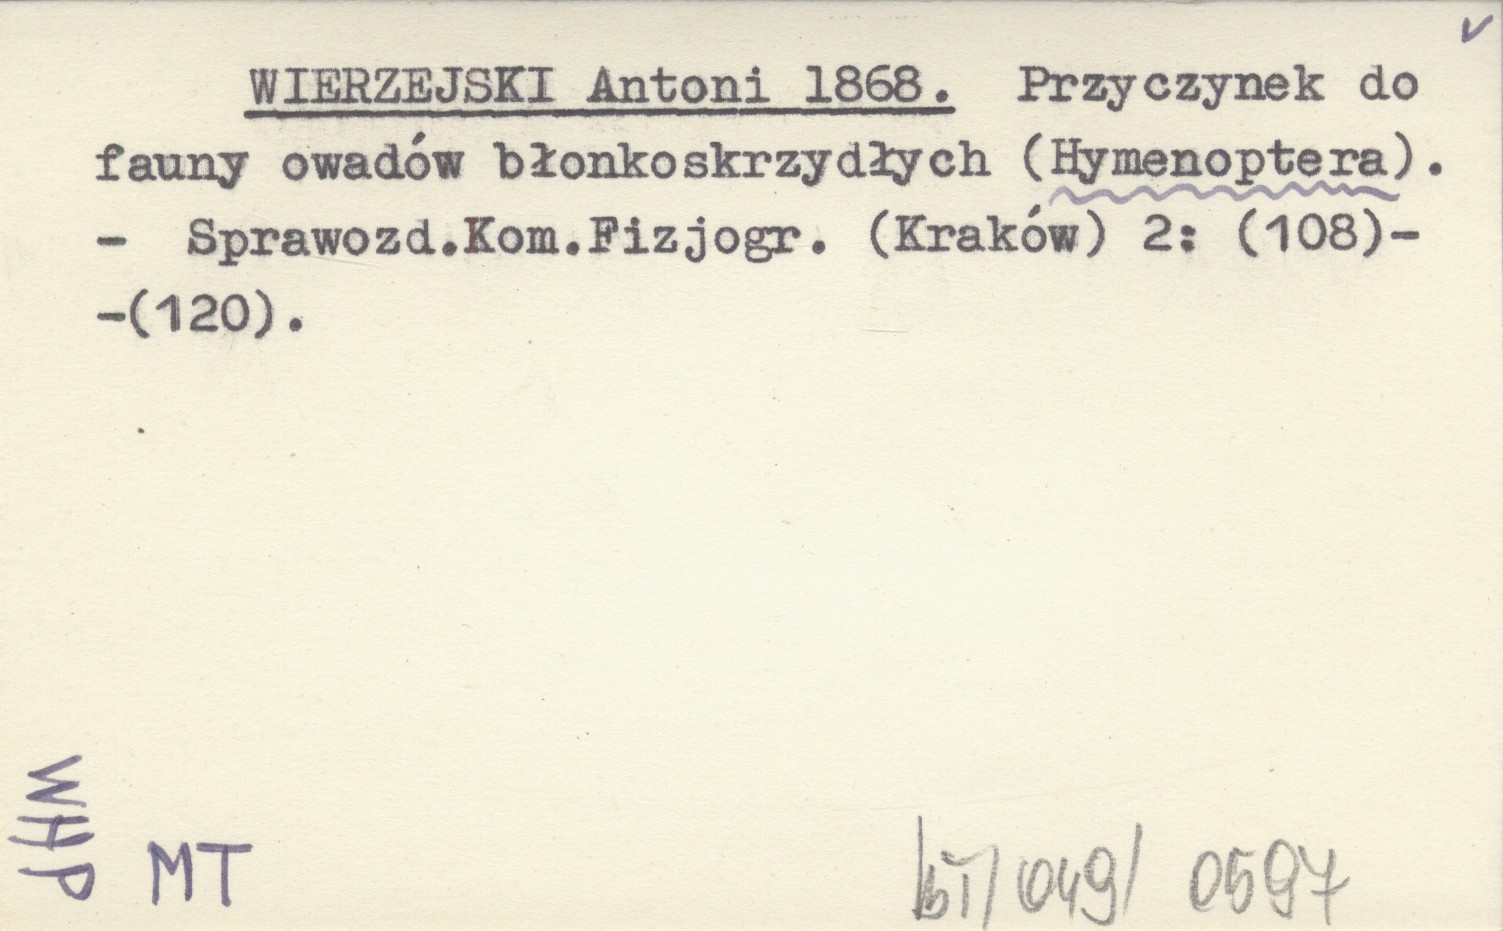 WIERZEJSKI Antoni 1868. Przyczynek do
fauny owadów błonkoskrzydłych (Hymenoptera).
- Sprawozd.Kom.Fizjogr. (Kraków) 2: (108)-
-(120).
WHP
MT
049/ 0597